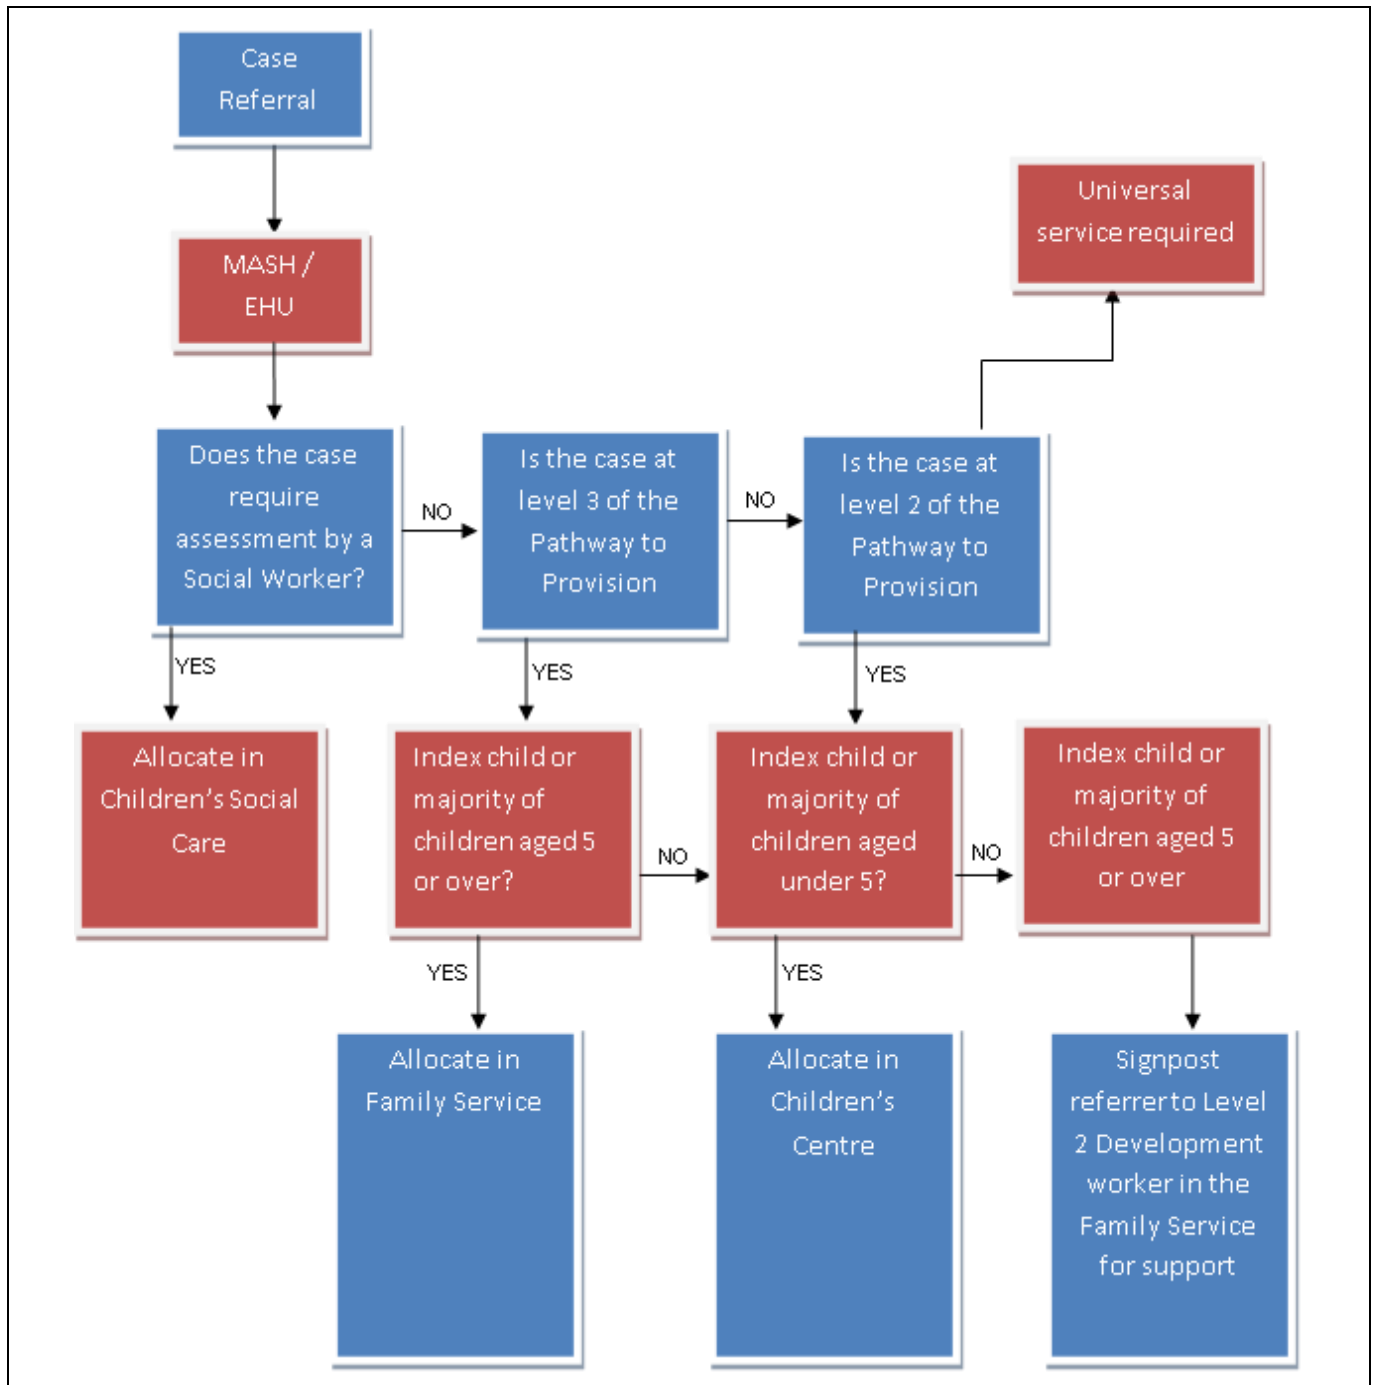 Case
Referral
Universal
service required
MASH /
EHU
Does the case
require
assessment by a
Social Worker?
NO
Is the case at
level 3 of the
Pathway to
Provision
NO
Is the case at
level 2 of the
Pathway to
Provision
YES
YES
YES
Allocate in
Children's Social
Care
Index child or
majority of
children aged 5
or over?
NO
Index child or
majority of
children aged
under 5?
NO
Index child or
majority of
children aged 5
or over
YES
YES
Allocate in
Family Service
Allocate in
Children's
Centre
Signpost
referrer to Level
2 Development
worker in the
Family Service
for support